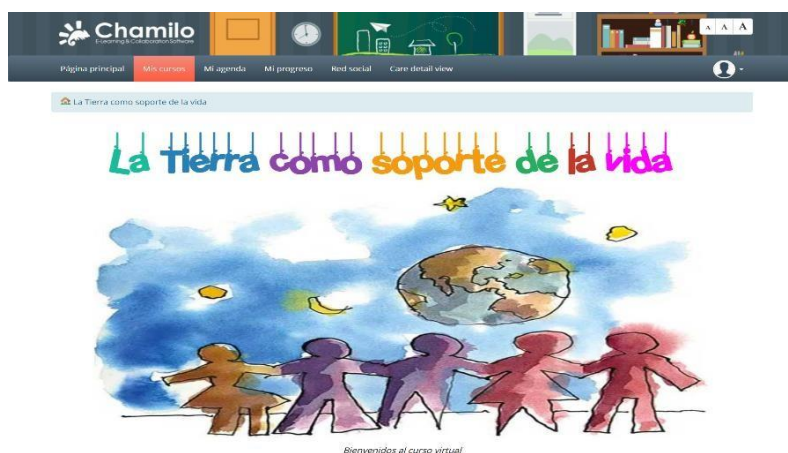 Chamilo
E-Learning & Collaboration Software
A A A
Página principal Mis cursos Mi agenda Mi progreso Red social Care detail view
La Tierra como soporte de la vida
La Tierra como soporte de la vida
Bienvenidos al curso virtual